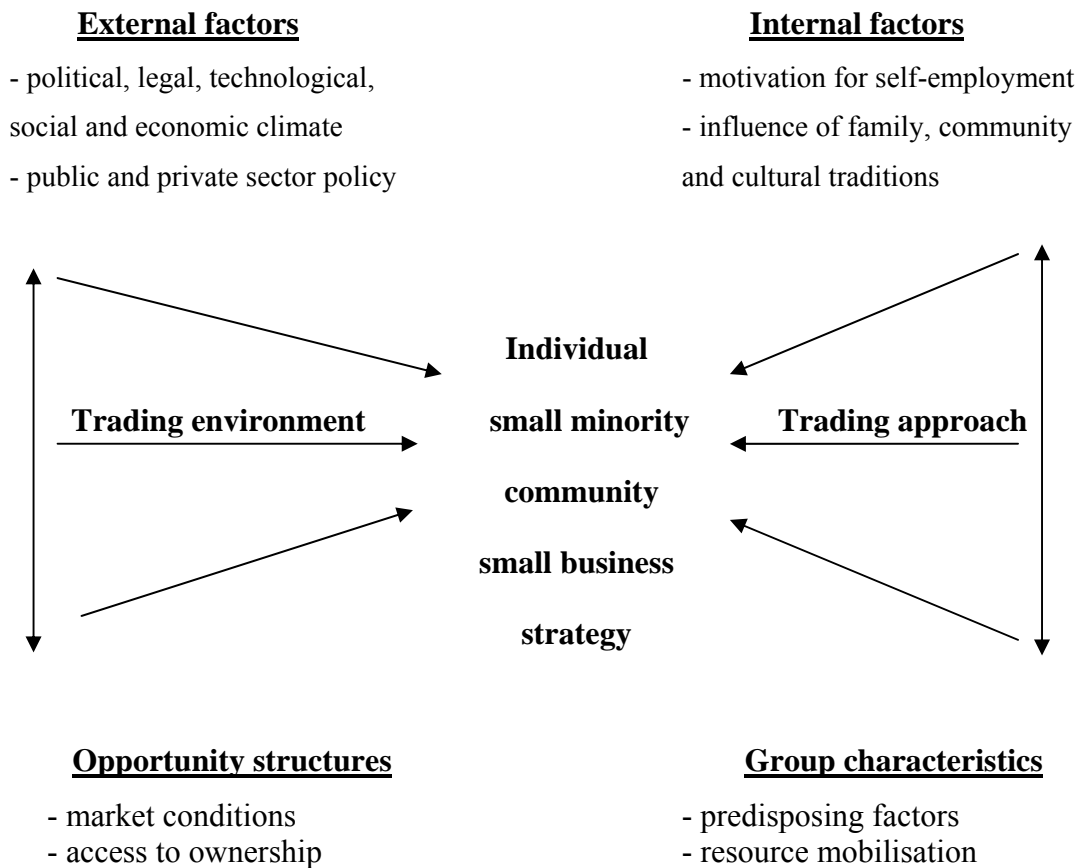 External factors
- political, legal, technological,
social and economic climate
- public and private sector policy
Internal factors
- motivation for self-employment
- influence of family, community
and cultural traditions
Trading environment
Individual
small minority
community
small business
strategy
Trading approach
Opportunity structures
- market conditions
- access to ownership
Group characteristics
- predisposing factors
- resource mobilisation